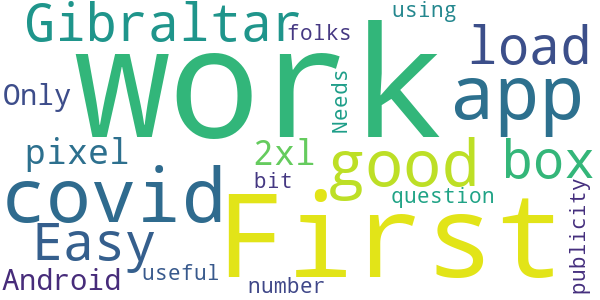 Gibraltar
folks
using
work
load
Only
Needs
app
pixel
2xl
good
box
covid
bit
First
question
publicity
Easy
Android
useful
number